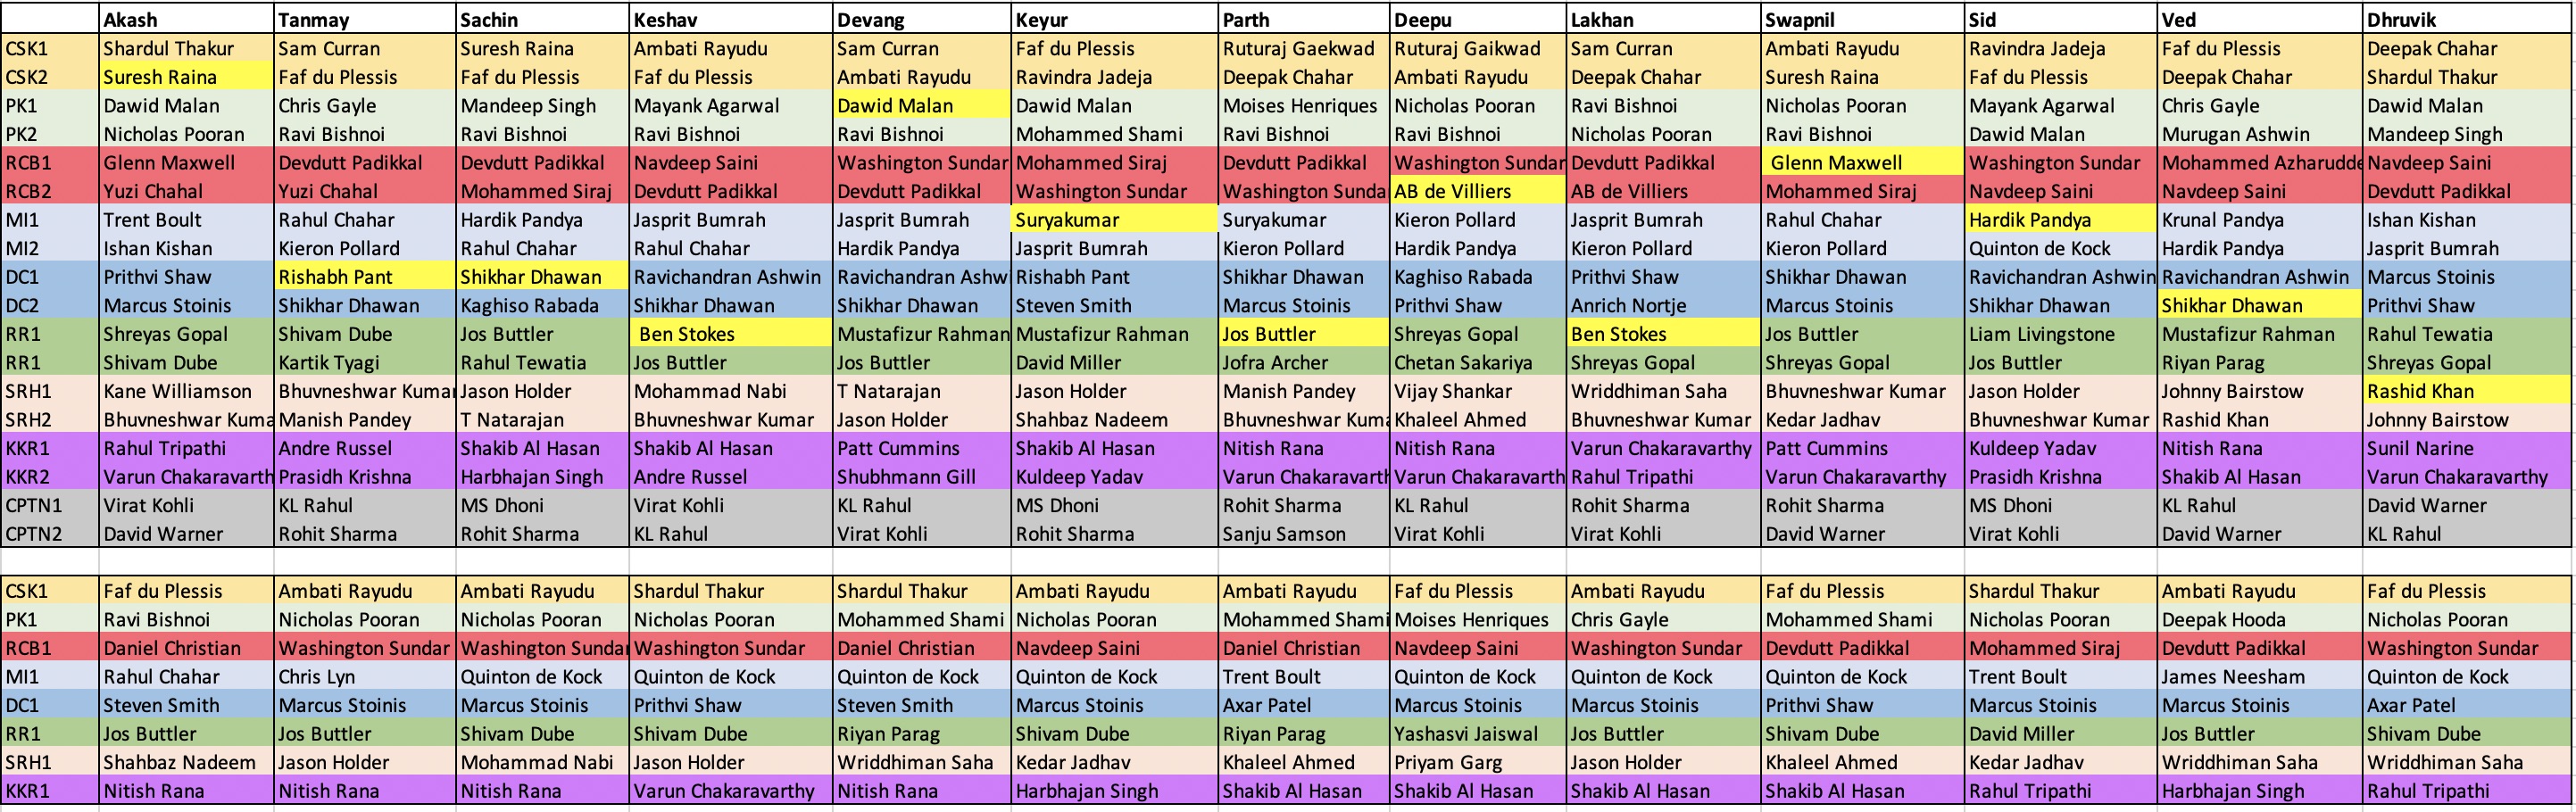 Akash Tanmay Sachin Keshav Devang Keyur Parth Deepu Lakhan Swapnil Sid Ved Dhruvik
CSK1 Shardul Thakur Sam Curran Suresh Raina Ambati Rayudu Sam Curran Faf du Plessis Ruturaj Gaekwad Ruturaj Gaikwad Sam Curran Ambati Rayudu Ravindra Jadeja Faf du Plessis Deepak Chahar
CSK2 Suresh Raina Faf du Plessis Faf du Plessis Faf du Plessis Ambati Rayudu Ravindra Jadeja Deepak Chahar Ambati Rayudu Deepak Chahar Suresh Raina Faf du Plessis Deepak Chahar Shardul Thakur
PK1 Dawid Malan Chris Gayle Mandeep Singh Mayank Agarwal Dawid Malan Dawid Malan Moises Henriques Nicholas Pooran Ravi Bishnoi Nicholas Pooran Mayank Agarwal Chris Gayle Dawid Malan
PK2 Nicholas Pooran Ravi Bishnoi Ravi Bishnoi Ravi Bishnoi Ravi Bishnoi Mohammed Shami Ravi Bishnoi Ravi Bishnoi Nicholas Pooran Ravi Bishnoi Dawid Malan Murugan Ashwin Mandeep Singh
RCB1 Glenn Maxwell Devdutt Padikkal Devdutt Padikkal Navdeep Saini Washington Sundar Mohammed Siraj Devdutt Padikkal Washington Sundar Devdutt Padikkal Glenn Maxwell Washington Sundar Mohammed Azharudde Navdeep Saini
RCB2 Yuzi Chahal Yuzi Chahal Mohammed Siraj Devdutt Padikkal Devdutt Padikkal Washington Sundar Washington Sunda AB de Villiers AB de Villiers Mohammed Siraj Navdeep Saini Navdeep Saini Devdutt Padikkal
MI1 Trent Boult Rahul Chahar Hardik Pandya Jasprit Bumrah Jasprit Bumrah Suryakumar Suryakumar Kieron Pollard Jasprit Bumrah Rahul Chahar Hardik Pandya Krunal Pandya Ishan Kishan
MI2 Ishan Kishan Kieron Pollard Rahul Chahar Rahul Chahar Hardik Pandya Jasprit Bumrah Kieron Pollard Hardik Pandya Kieron Pollard Kieron Pollard Quinton de Kock Hardik Pandya Jasprit Bumrah
DC1 Prithvi Shaw Rishabh Pant Shikhar Dhawan Ravichandran Ashwin Ravichandran Ashw Rishabh Pant Shikhar Dhawan Kaghiso Rabada Prithvi Shaw Shikhar Dhawan Ravichandran Ashwin Ravichandran Ashwin Marcus Stoinis
DC2 Marcus Stoinis Shikhar Dhawan Kaghiso Rabada Shikhar Dhawan Shikhar Dhawan Steven Smith Marcus Stoinis Prithvi Shaw Anrich Nortje Marcus Stoinis Shikhar Dhawan Shikhar Dhawan Prithvi Shaw
RR1 Shreyas Gopal Shivam Dube Jos Buttler Ben Stokes Mustafizur Rahman Mustafizur Rahman Jos Buttler Shreyas Gopal Ben Stokes Jos Buttler Liam Livingstone Mustafizur Rahman Rahul Tewatia
RR1 Shivam Dube Kartik Tyagi Rahul Tewatia Jos Buttler Jos Buttler David Miller Jofra Archer Chetan Sakariya Shreyas Gopal Shreyas Gopal Jos Buttler Riyan Parag Shreyas Gopal
SRH1 Kane Williamson Bhuvneshwar Kumar Jason Holder Mohammad Nabi T Natarajan Jason Holder Manish Pandey Vijay Shankar Wriddhiman Saha Bhuvneshwar Kumar Jason Holder Johnny Bairstow Rashid Khan
SRH2 Bhuvneshwar Kuma Manish Pandey T Natarajan Bhuvneshwar Kumar Jason Holder Shahbaz Nadeem Bhuvneshwar Kuma Khaleel Ahmed Bhuvneshwar Kumar Kedar Jadhav Bhuvneshwar Kumar Rashid Khan Johnny Bairstow
KKR1 Rahul Tripathi Andre Russel Shakib Al Hasan Shakib Al Hasan Patt Cummins Shakib Al Hasan Nitish Rana Nitish Rana Varun Chakaravarthy Patt Cummins Kuldeep Yadav Nitish Rana Sunil Narine
KKR2 Varun Chakaravarth Prasidh Krishna Harbhajan Singh Andre Russel Shubhmann Gill Kuldeep Yadav Varun Chakaravarth Varun Chakaravarth Rahul Tripathi Varun Chakaravarthy Prasidh Krishna Shakib Al Hasan Varun Chakaravarthy
CPTN1 Virat Kohli KL Rahul MS Dhoni Virat Kohli KL Rahul MS Dhoni Rohit Sharma KL Rahul Rohit Sharma Rohit Sharma MS Dhoni KL Rahul David Warner
CPTN2 David Warner Rohit Sharma Rohit Sharma KL Rahul Virat Kohli Rohit Sharma Sanju Samson Virat Kohli Virat Kohli David Warner Virat Kohli David Warner KL Rahul
CSK1 Faf du Plessis Ambati Rayudu Ambati Rayudu Shardul Thakur Shardul Thakur Ambati Rayudu Ambati Rayudu Faf du Plessis Ambati Rayudu Faf du Plessis Shardul Thakur Ambati Rayudu Faf du Plessis
PK1 Ravi Bishnoi Nicholas Pooran Nicholas Pooran Nicholas Pooran Mohammed Shami Nicholas Pooran Mohammed Shami Moises Henriques Chris Gayle Mohammed Shami Nicholas Pooran Deepak Hooda Nicholas Pooran
RCB1 Daniel Christian Washington Sundar Washington Sundar Washington Sundar Daniel Christian Navdeep Saini Daniel Christian Navdeep Saini Washington Sundar Devdutt Padikkal Mohammed Siraj Devdutt Padikkal Washington Sundar
MI1 Rahul Chahar Chris Lyn Quinton de Kock Quinton de Kock Quinton de Kock Quinton de Kock Trent Boult Quinton de Kock Quinton de Kock Quinton de Kock Trent Boult James Neesham Quinton de Kock
DC1 Steven Smith Marcus Stoinis Marcus Stoinis Prithvi Shaw Steven Smith Marcus Stoinis Axar Patel Marcus Stoinis Marcus Stoinis Prithvi Shaw Marcus Stoinis Marcus Stoinis Axar Patel
RR1 Jos Buttler Jos Buttler Shivam Dube Shivam Dube Riyan Parag Shivam Dube Riyan Parag Yashasvi Jaiswal Jos Buttler Shivam Dube David Miller Jos Buttler Shivam Dube
SRH1 Shahbaz Nadeem Jason Holder Mohammad Nabi Jason Holder Wriddhiman Saha Kedar Jadhav Khaleel Ahmed Priyam Garg Jason Holder Khaleel Ahmed Kedar Jadhav Wriddhiman Saha Wriddhiman Saha
KKR1 Nitish Rana Nitish Rana Nitish Rana Varun Chakaravarthy Nitish Rana Harbhajan Singh Shakib Al Hasan Shakib Al Hasan Shakib Al Hasan Shakib Al Hasan Rahul Tripathi Harbhajan Singh Rahul Tripathi